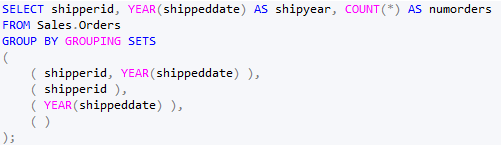 SELECT shipperid, YEAR(shippeddate) AS shipyear, COUNT(*) AS numorders
FROM Sales.Orders
GROUP BY GROUPING SETS
(
    ( shipperid, YEAR(shippeddate) ),
    ( shipperid ),
    ( YEAR(shippeddate) ),
    ( )
);